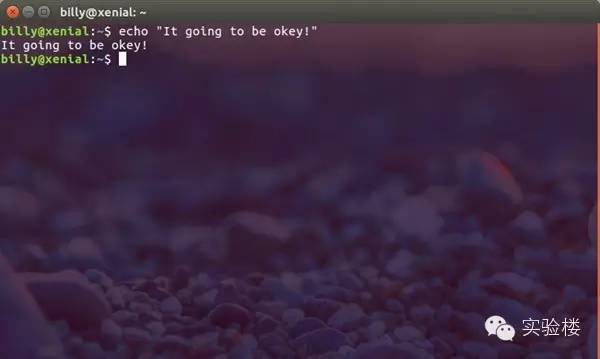 billy@xenial: ~
billy@xenial:~$ echo "It going to be okey!"
It going to be okey!
billy@xenial:~$
实验楼